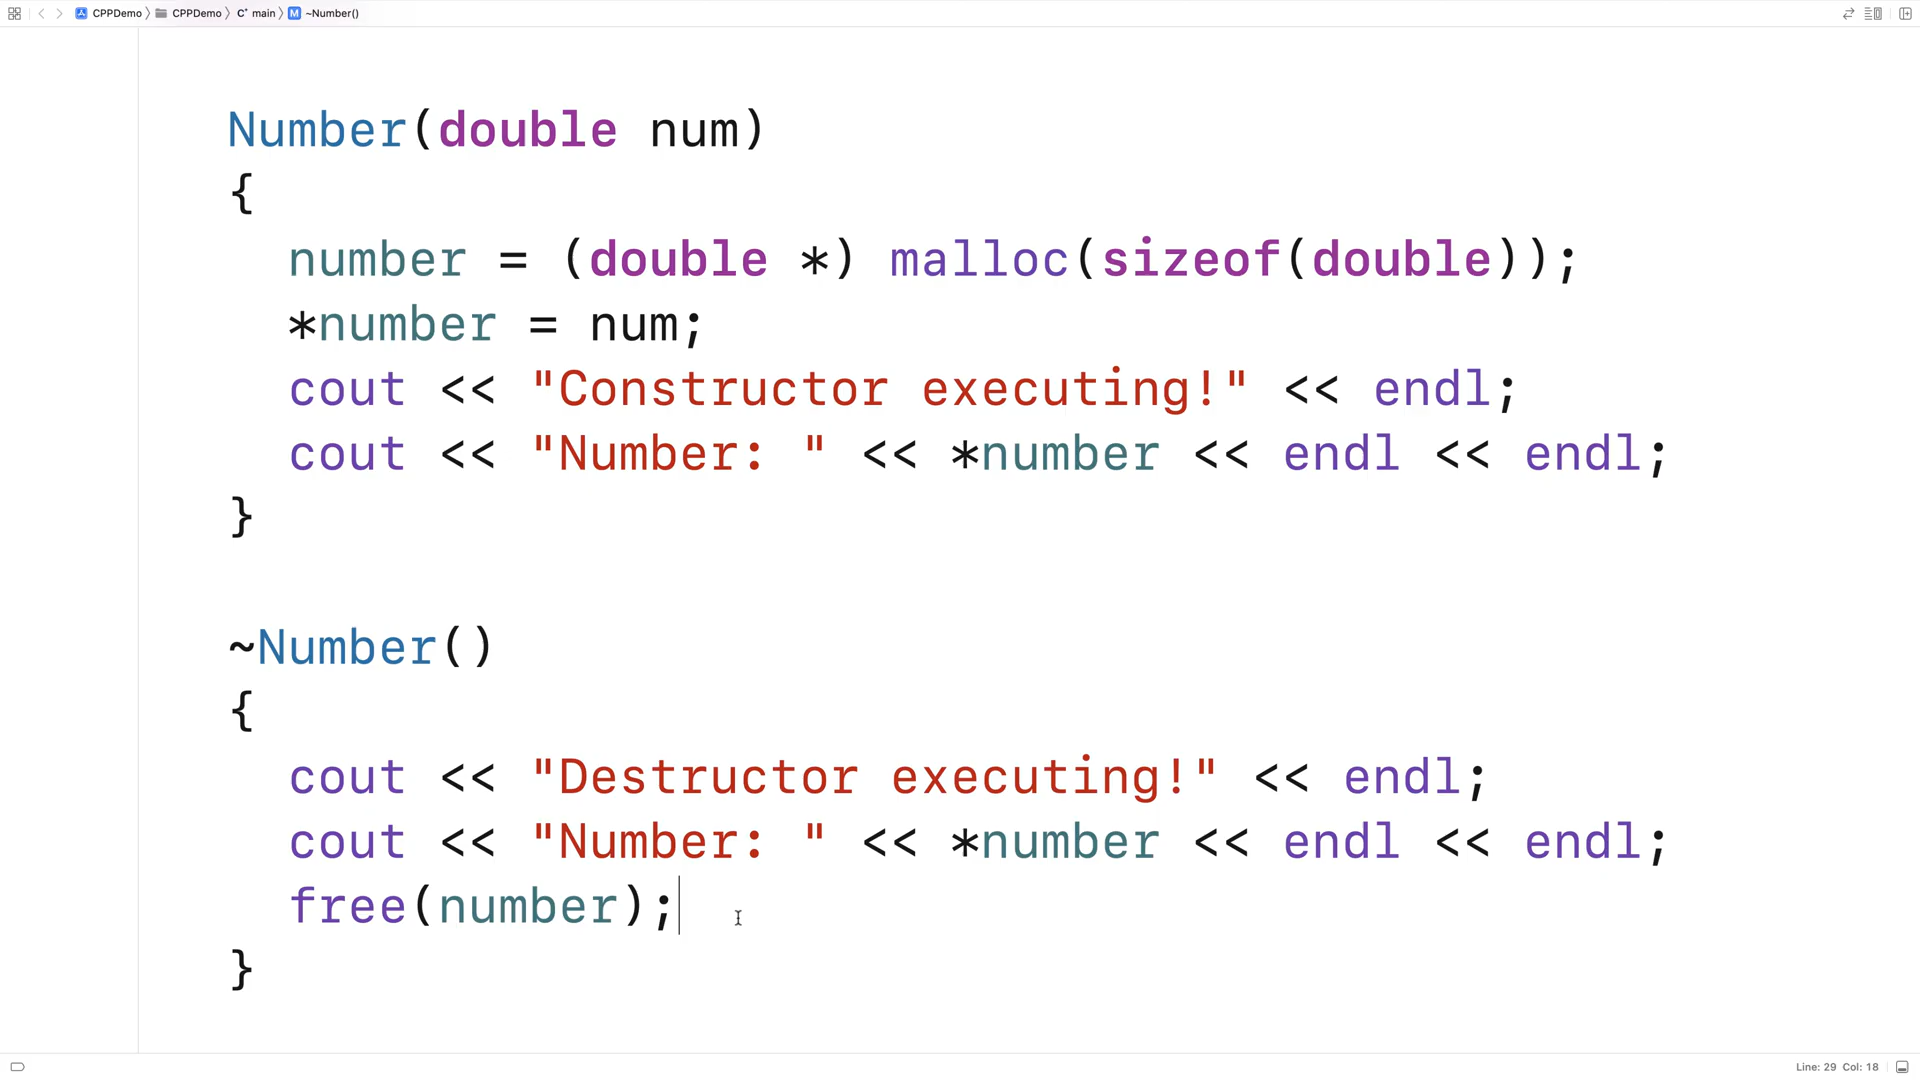 CPPDemo 〉 CPPDemo 〉 C⁺ main 〉 M ~Number()
Number(double num)
{
number = (double *) malloc(sizeof(double));
*number = num;
cout << "Constructor executing!" << endl;
cout << "Number: " << *number << endl << endl;
}
~Number()
{
cout << "Destructor executing!" << endl;
cout << "Number: " << *number << endl << endl;
free(number);
}
Line: 29 Col: 18